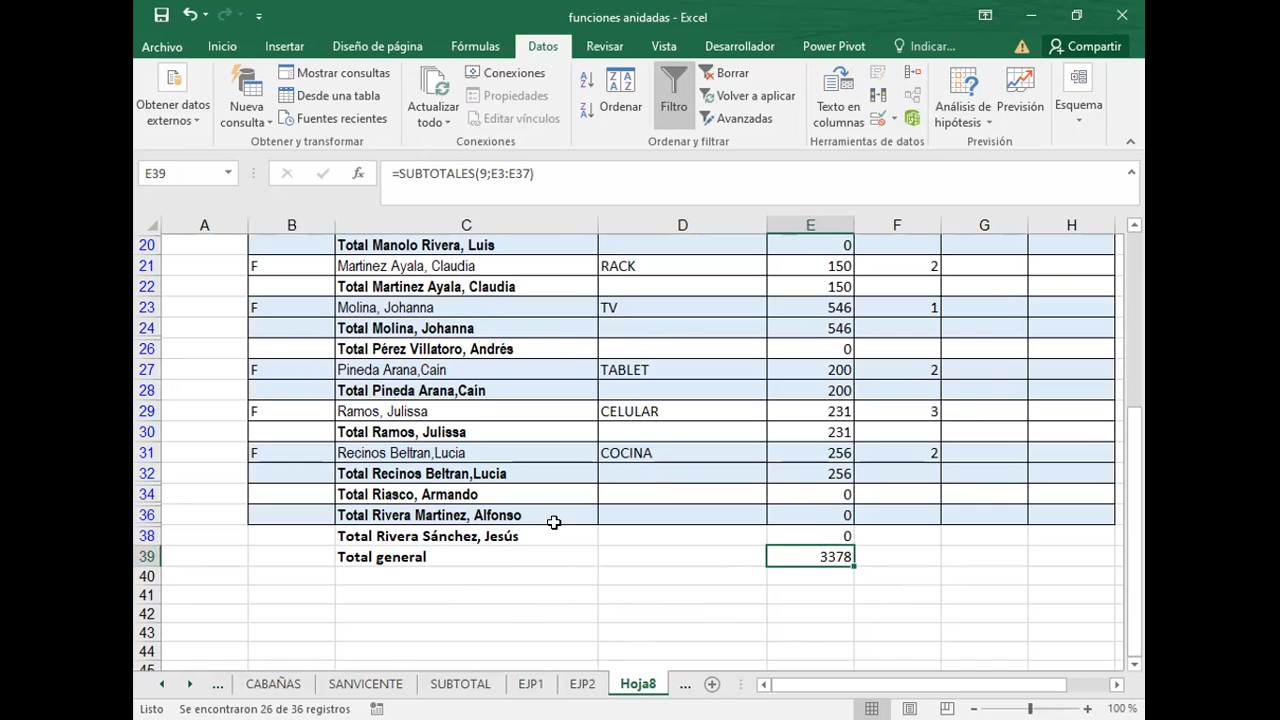 funciones anidadas - Excel
Archivo Inicio Insertar Diseño de página Fórmulas Datos Revisar Vista Desarrollador Power Pivot Indicar... Compartir
Obtener datos externos
Nueva consulta
Mostrar consultas
Desde una tabla
Fuentes recientes
Obtener y transformar
Actualizar todo
Conexiones
Propiedades
Editar vínculos
Conexiones
Ordenar
Filtro
Borrar
Volver a aplicar
Avanzadas
Ordenar y filtrar
Texto en columnas
Herramientas de datos
Análisis de hipótesis
Previsión
Previsión
Esquema
E39 fx =SUBTOTALES(9;E3:E37)
A B C D E F G H
20 Total Manolo Rivera, Luis 0
21 F Martinez Ayala, Claudia RACK 150 2
22 Total Martinez Ayala, Claudia 150
23 F Molina, Johanna TV 546 1
24 Total Molina, Johanna 546
26 Total Pérez Villatoro, Andrés 0
27 F Pineda Arana,Caín TABLET 200 2
28 Total Pineda Arana,Caín 200
29 F Ramos, Julissa CELULAR 231 3
30 Total Ramos, Julissa 231
31 F Recinos Beltran,Lucia COCINA 256 2
32 Total Recinos Beltran,Lucia 256
34 Total Riasco, Armando 0
36 Total Rivera Martinez, Alfonso 0
38 Total Rivera Sánchez, Jesús 0
39 Total general 3378
40
41
42
43
44
45
... CABAÑAS SANVICENTE SUBTOTAL EJP1 EJP2 Hoja8 ...
Listo Se encontraron 26 de 36 registros 100 %